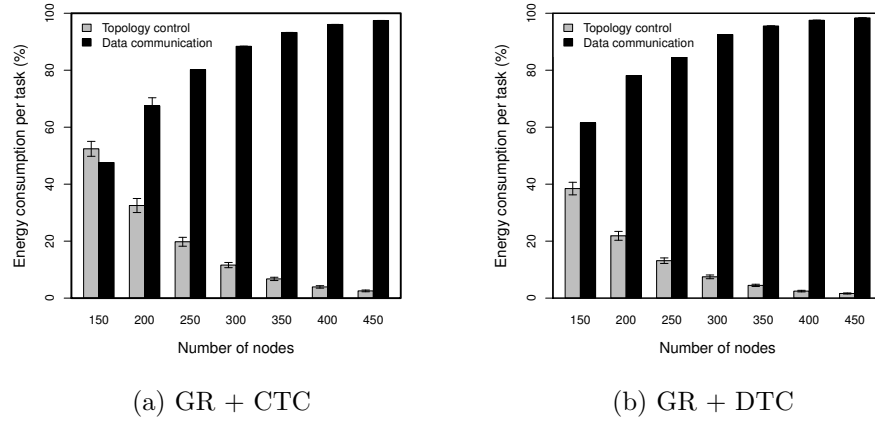 Energy consumption per task (%)
100
80
60
40
20
0
Topology control
Data communication
150 200 250 300 350 400 450
Number of nodes
(a) GR + CTC
Energy consumption per task (%)
100
80
60
40
20
0
Topology control
Data communication
150 200 250 300 350 400 450
Number of nodes
(b) GR + DTC